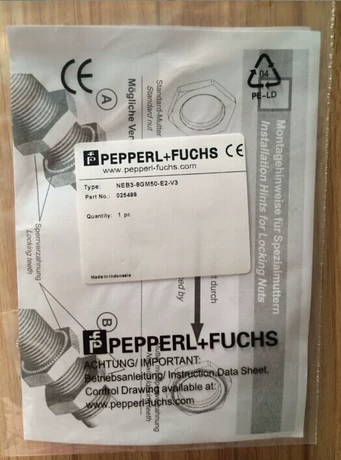 CE
A
Mögliche Ver
Standard-Mutter
Standard nut
04
PE-LD
Montagehinweise für Spezialmuttern
Installation Hints for Locking Nuts
PEPPERL+FUCHS CE
www.pepperl-fuchs.com
Type: NEB3-8GM50-E2-V3
Part No.: 025498
Quantity: 1 pc
Made in Indonesia
Sperrverzahnung
Locking teeth
B
t durch
ed by
PEPPERL+FUCHS
ACHTUNG/ IMPORTANT:
Betriebsanleitung/ Instruction,Data Sheet,
Control Drawing available at:
www.pepperl-fuchs.com